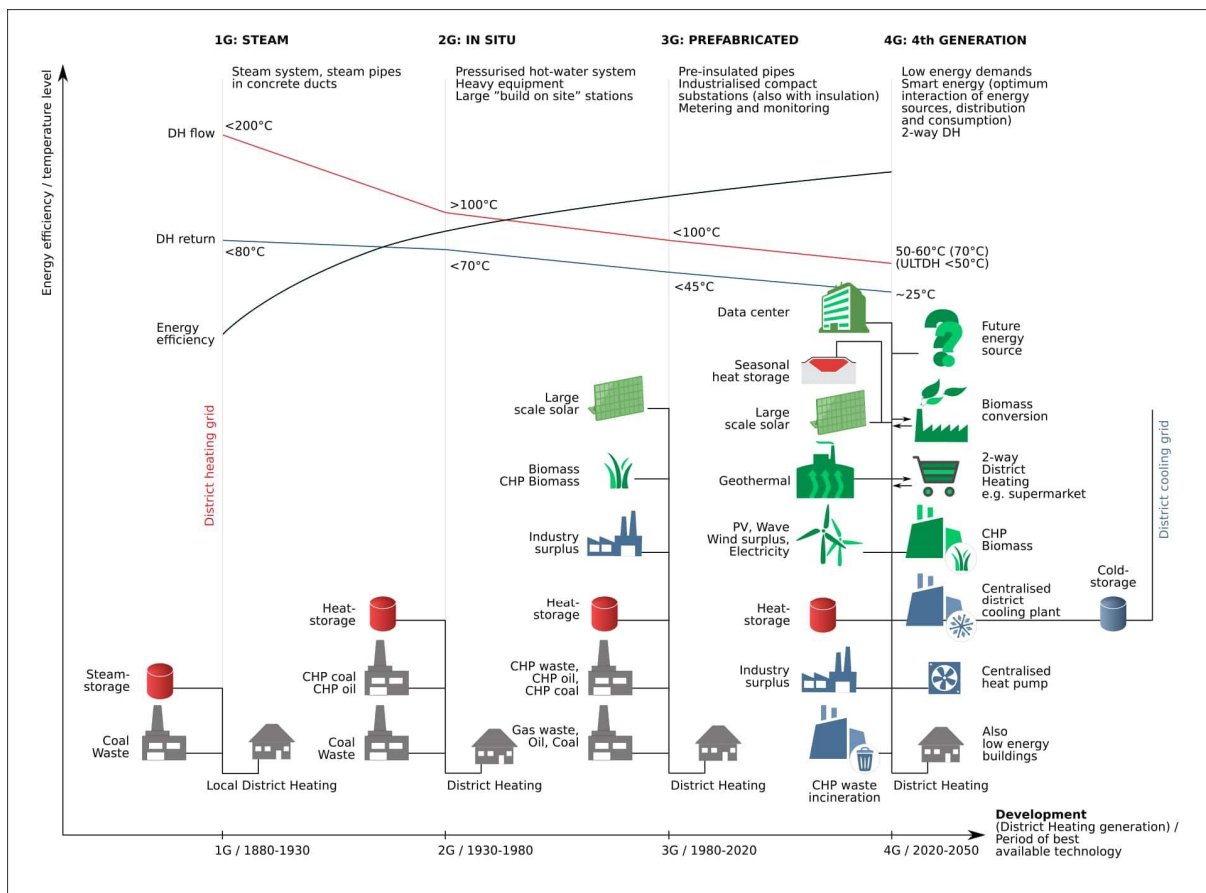 1G: STEAM
2G: IN SITU
3G: PREFABRICATED
4G: 4th GENERATION
Steam system, steam pipes
in concrete ducts
Pressurised hot-water system
Heavy equipment
Large ”build on site” stations
Pre-insulated pipes
Industrialised compact
substations (also with insulation)
Metering and monitoring
Low energy demands
Smart energy (optimum
interaction of energy
sources, distribution
and consumption)
2-way DH
Energy efficiency / temperature level
DH flow
<200°C
>100°C
<100°C
50-60°C (70°C)
(ULTDH <50°C)
DH return
<80°C
<70°C
<45°C
~25°C
Energy
efficiency
District heating grid
Data center
Future
energy
source
Seasonal
heat storage
Large
scale solar
Large
scale solar
Biomass
conversion
Biomass
CHP Biomass
Geothermal
2-way
District
Heating
e.g. supermarket
District cooling grid
Industry
surplus
PV, Wave
Wind surplus,
Electricity
CHP
Biomass
Heat-
storage
Heat-
storage
Heat-
storage
Centralised
district
cooling plant
Cold-
storage
Steam-
storage
CHP coal
CHP oil
CHP waste,
CHP oil,
CHP coal
Industry
surplus
Centralised
heat pump
Coal
Waste
Coal
Waste
Gas waste,
Oil, Coal
Also
low energy
buildings
Local District Heating
District Heating
District Heating
CHP waste
incineration
District Heating
1G / 1880-1930
2G / 1930-1980
3G / 1980-2020
4G / 2020-2050
Development
(District Heating generation) /
Period of best
available technology